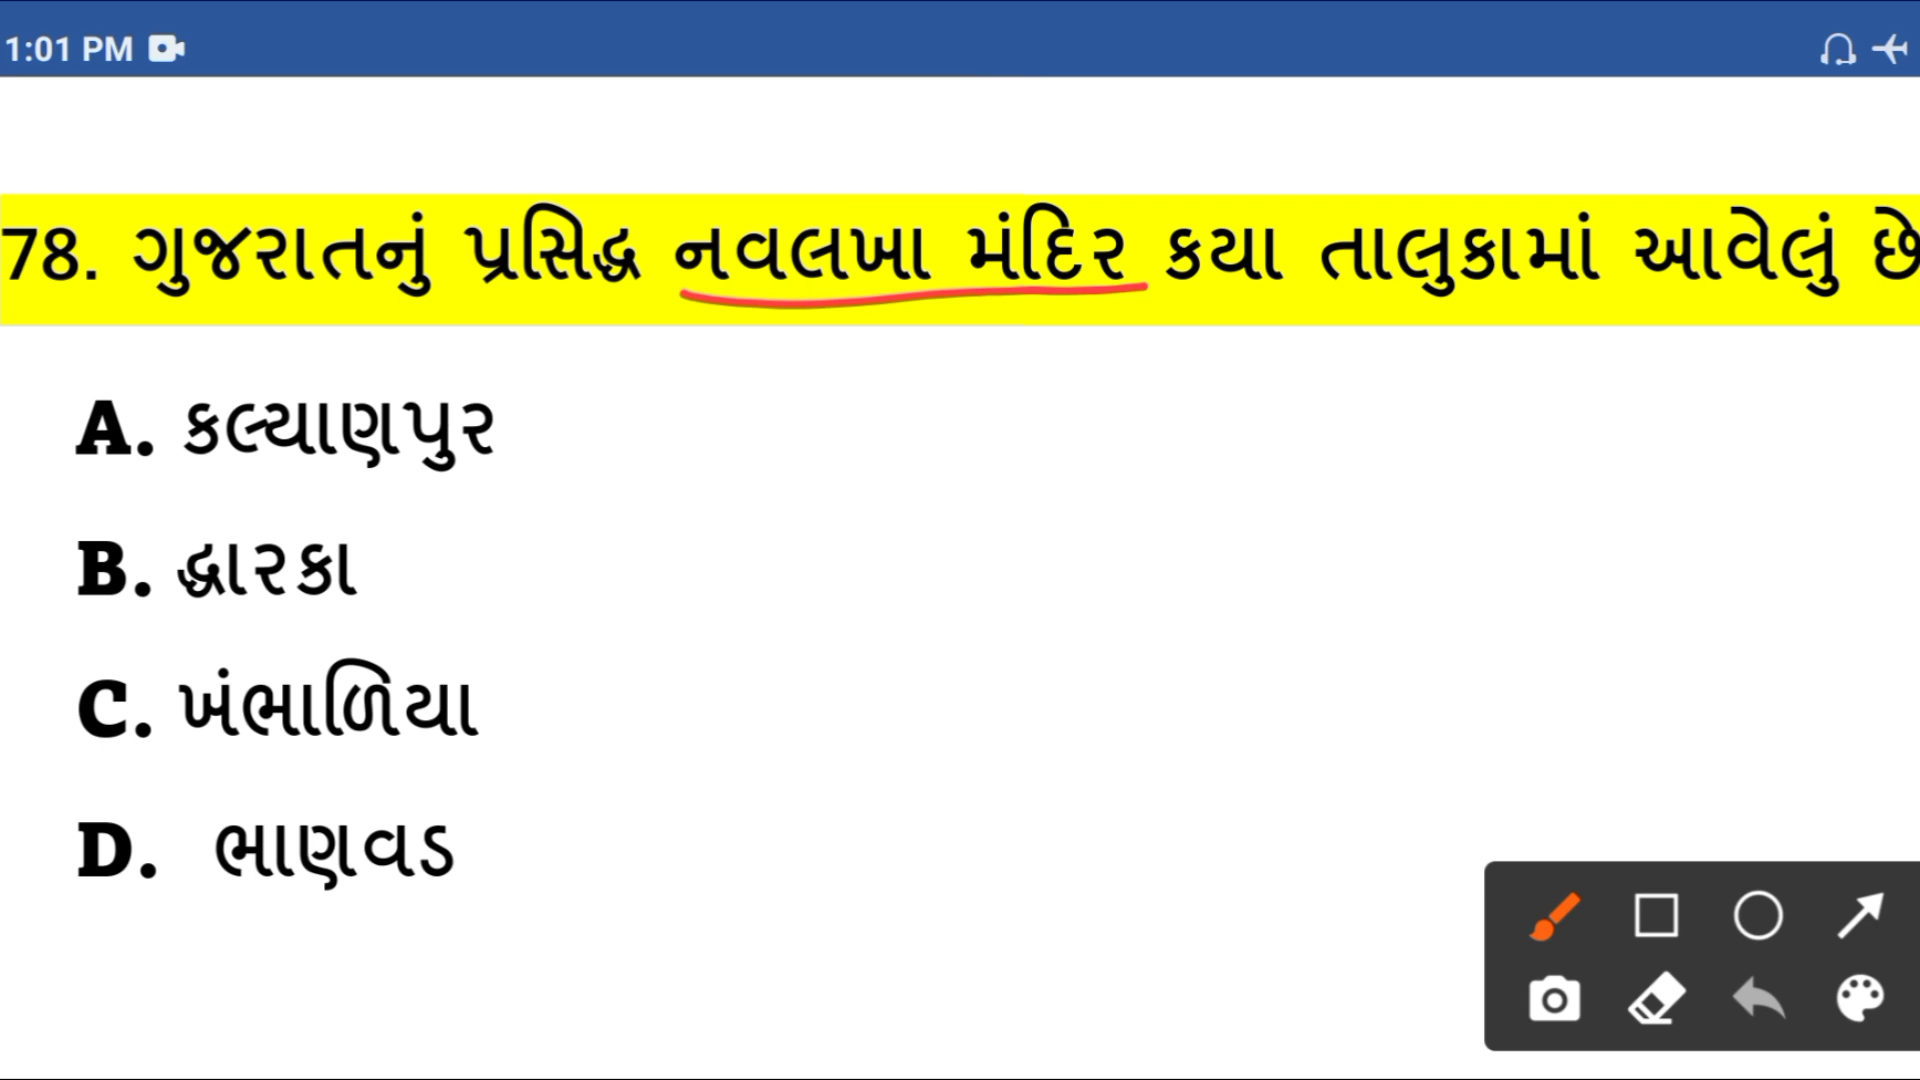 1:01 PM
78. ગુજરાતનું પ્રસિદ્ધ નવલખા મંદિર કયા તાલુકામાં આવેલું છે
A. કલ્યાણપુર
B. દ્વારકા
C. ખંભાળિયા
D. ભાણવડ